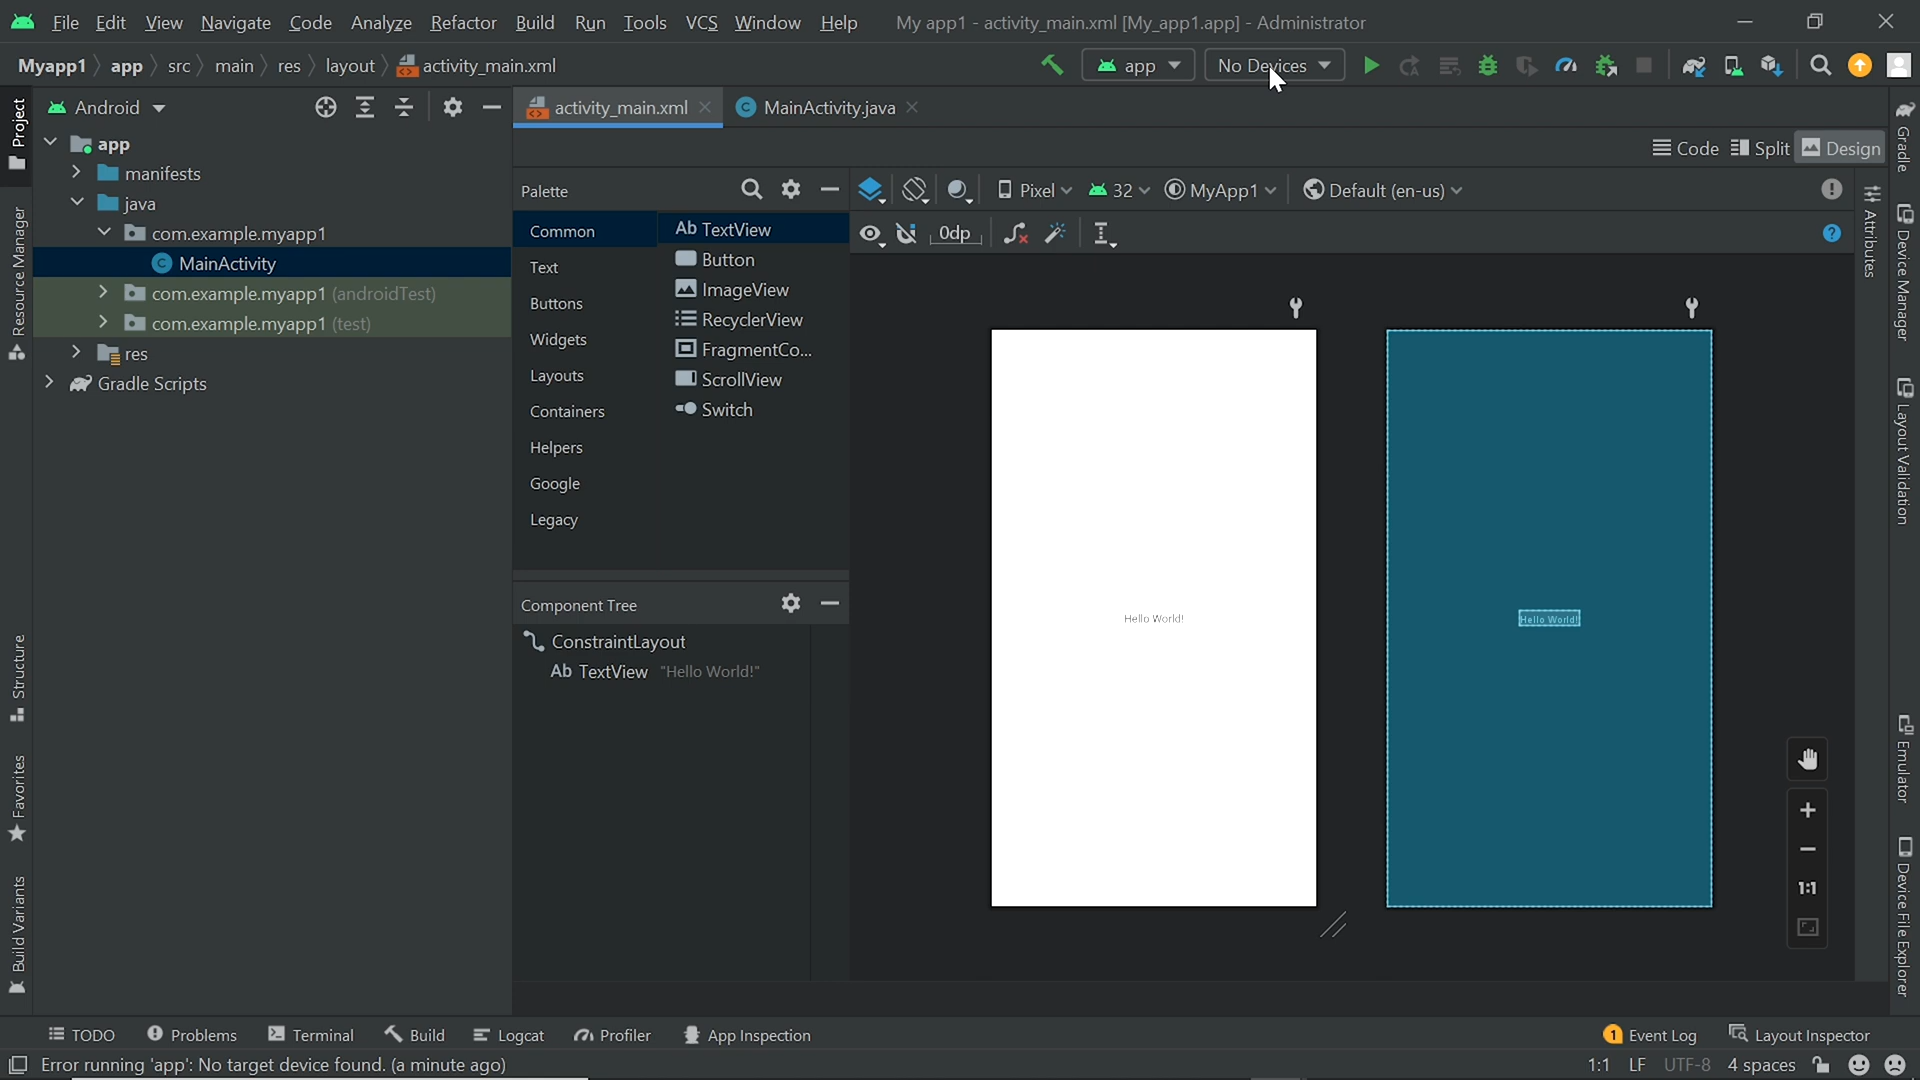 File Edit View Navigate Code Analyze Refactor Build Run Tools VCS Window Help My app1 - activity_main.xml [My_app1.app] - Administrator
Myapp1 app src main res layout activity_main.xml app No Devices
Project
Resource Manager
Structure
Favorites
Build Variants
Android
app
manifests
java
com.example.myapp1
MainActivity
com.example.myapp1 (androidTest)
com.example.myapp1 (test)
res
Gradle Scripts
activity_main.xml MainActivity.java
Code Split Design
Palette
Common
Text
Buttons
Widgets
Layouts
Containers
Helpers
Google
Legacy
Ab TextView
Button
ImageView
RecyclerView
FragmentCo...
ScrollView
Switch
Component Tree
ConstraintLayout
Ab TextView "Hello World!"
Pixel 32 MyApp1 Default (en-us)
0dp
Hello World!
Hello World!
1:1
Attributes
Gradle
Device Manager
Layout Validation
Emulator
Device File Explorer
TODO Problems Terminal Build Logcat Profiler App Inspection 1 Event Log Layout Inspector
Error running 'app': No target device found. (a minute ago) 1:1 LF UTF-8 4 spaces